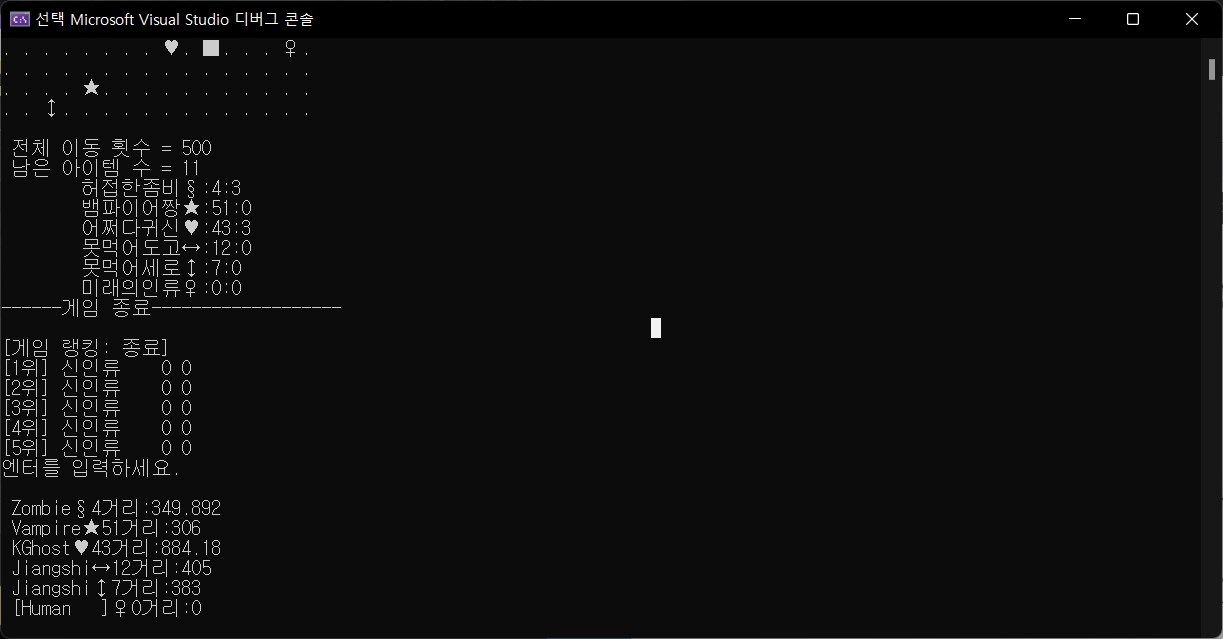 선택 Microsoft Visual Studio 디버그 콘솔
. . . . . . . . ♥. ■. . . ♀.
. . . . . . . . . . . . . . . .
. . . . ★. . . . . . . . . . .
. . ↕. . . . . . . . . . . . .
전체 이동 횟수 = 500
남은 아이템 수 = 11
허접한좀비§:4:3
뱀파이어짱★:51:0
어쩌다귀신♥:43:3
못먹어도고↔:12:0
못먹어세로↕:7:0
미래의인류♀:0:0
------게임 종료-------------------
[게임 랭킹: 종료]
[1위] 신인류    0 0
[2위] 신인류    0 0
[3위] 신인류    0 0
[4위] 신인류    0 0
[5위] 신인류    0 0
엔터를 입력하세요.
Zombie§4거리:349.892
Vampire★51거리:306
KGhost♥43거리:884.18
Jiangshi↔12거리:405
Jiangshi↕7거리:383
[Human   ]♀0거리:0